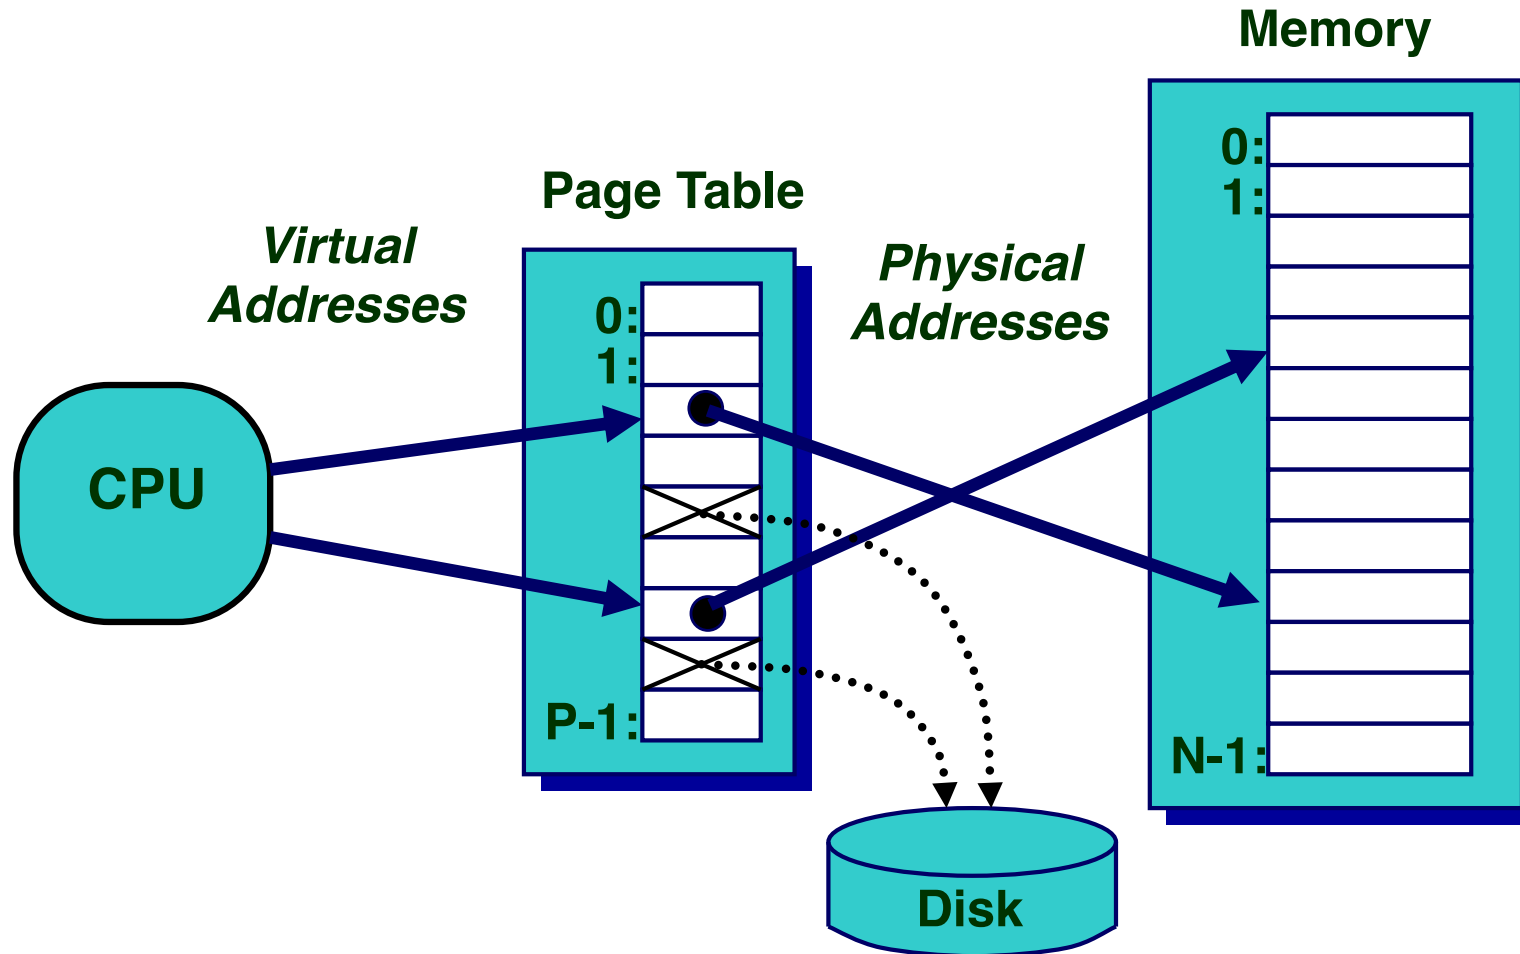 Memory
0:
1:
N-1:
Page Table
0:
1:
P-1:
Virtual
Addresses
Physical
Addresses
CPU
Disk